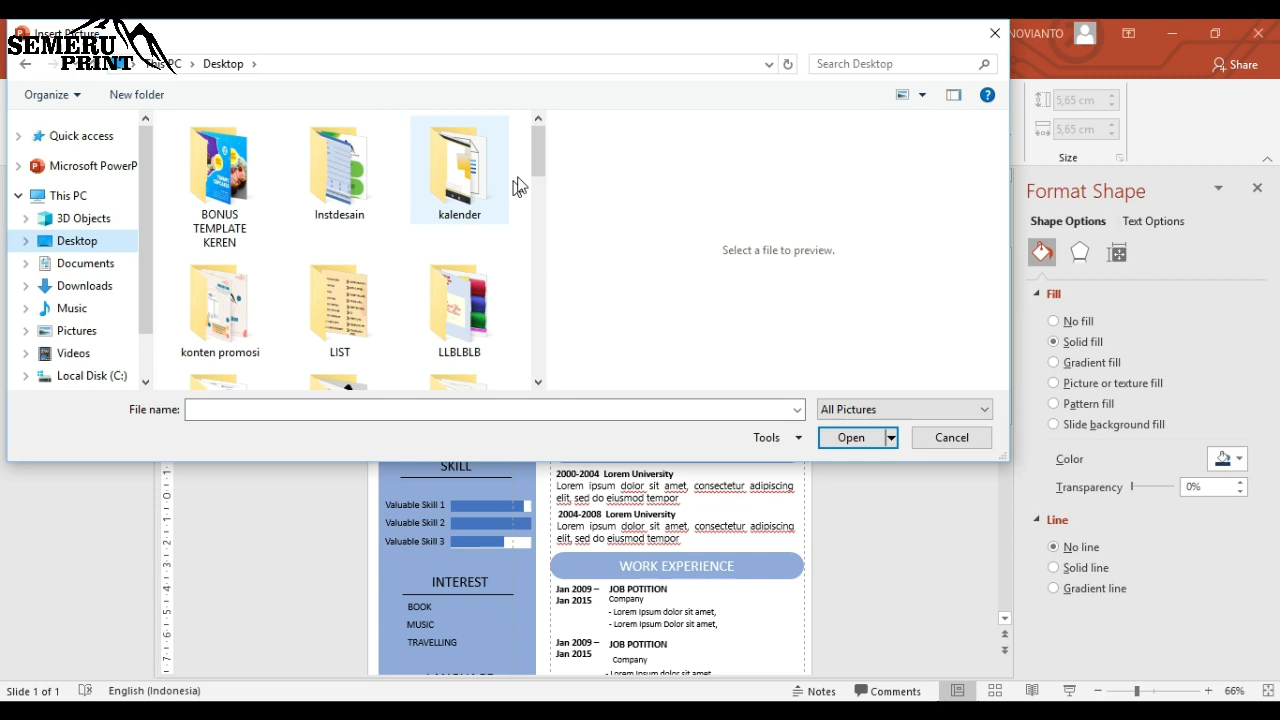 Insert Picture
SEMERU
PRINT
This PC
Desktop
Search Desktop
NOVIANTO
Share
Organize
New folder
5,65 cm
5,65 cm
Size
Quick access
Microsoft PowerP
This PC
3D Objects
Desktop
Documents
Downloads
Music
Pictures
Videos
Local Disk (C:)
BONUS
TEMPLATE
KEREN
Instdesain
kalender
konten promosi
LIST
LLBLBLB
Select a file to preview.
File name:
All Pictures
Tools
Open
Cancel
Format Shape
Shape Options
Text Options
Fill
No fill
Solid fill
Gradient fill
Picture or texture fill
Pattern fill
Slide background fill
Color
Transparency
0%
Line
No line
Solid line
Gradient line
SKILL
Valuable Skill 1
Valuable Skill 2
Valuable Skill 3
INTEREST
BOOK
MUSIC
TRAVELLING
2000-2004 Lorem University
Lorem ipsum dolor sit amet, consectetur adipiscing
elit, sed do eiusmod tempor
2004-2008 Lorem University
Lorem ipsum dolor sit amet, consectetur adipiscing
elit, sed do eiusmod tempor
WORK EXPERIENCE
Jan 2009 –
Jan 2015
JOB POTITION
Company
- Lorem Ipsum dolor sit amet,
- Lorem Ipsum Dolor sit amet,
Jan 2009 –
Jan 2015
JOB POTITION
Company
- Lorem Ipsum dolor sit amet
Slide 1 of 1
English (Indonesia)
Notes
Comments
66%